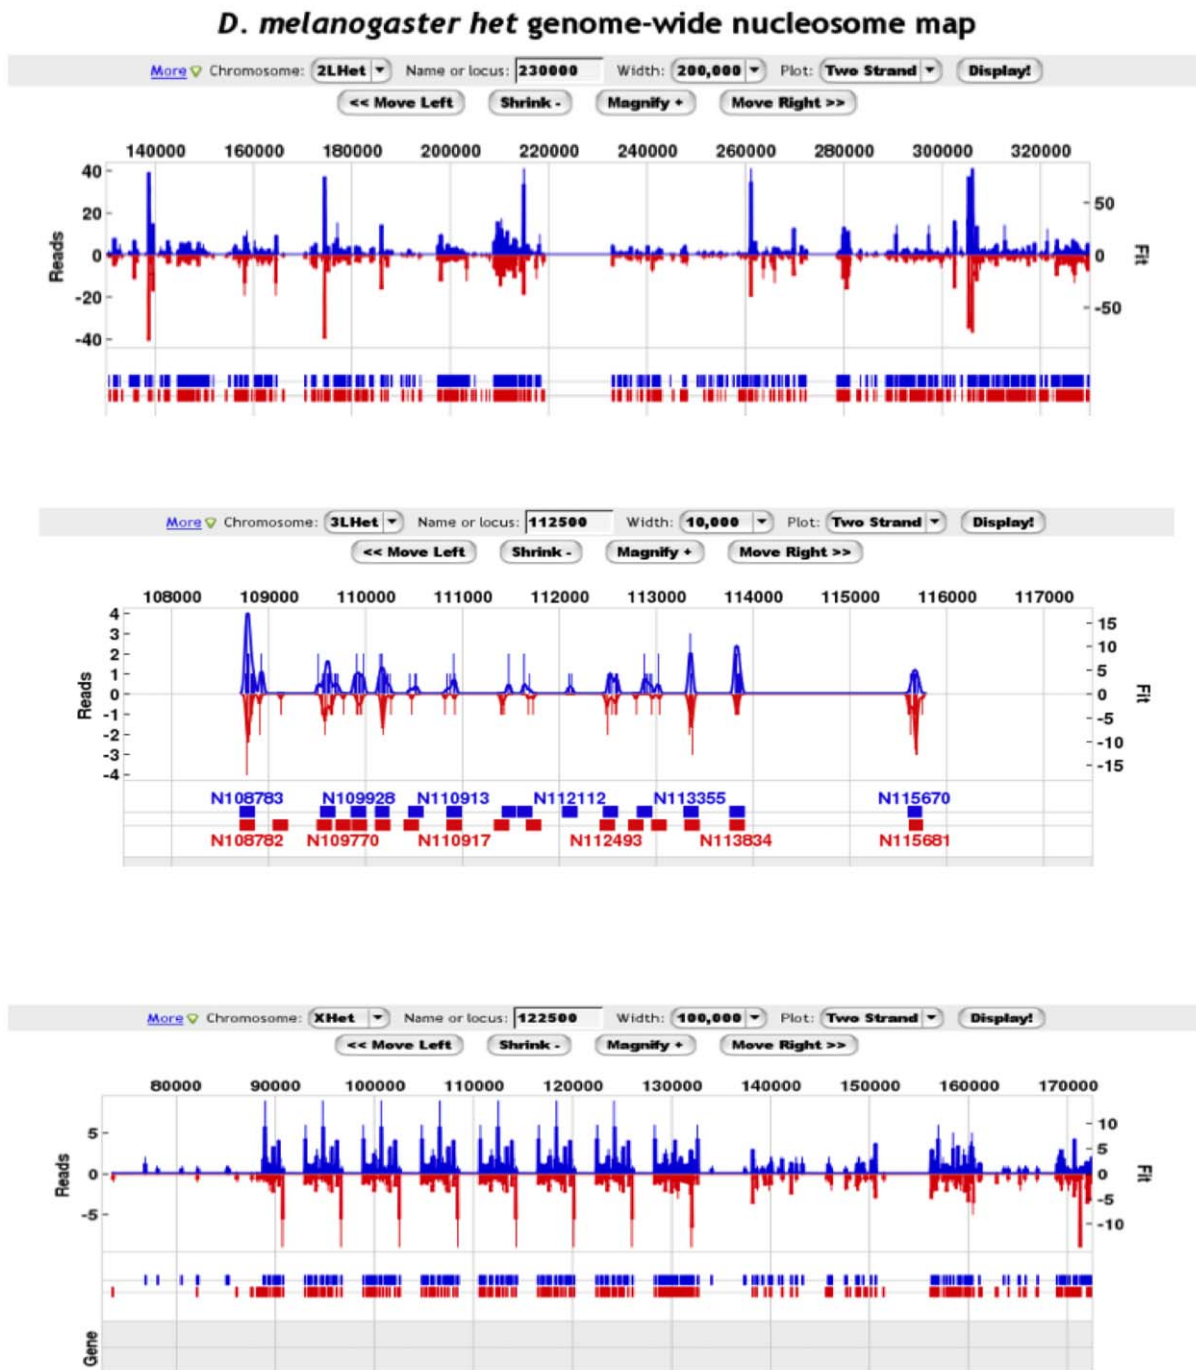 D. melanogaster het genome-wide nucleosome map
More Chromosome: 2LHet Name or locus: 230000 Width: 200,000 Plot: Two Strand Display!
<< Move Left Shrink - Magnify + Move Right >>
140000 160000 180000 200000 220000 240000 260000 280000 300000 320000
40
20
0
-20
-40
Reads
50
0
-50
Fit
More Chromosome: 3LHet Name or locus: 112500 Width: 10,000 Plot: Two Strand Display!
<< Move Left Shrink - Magnify + Move Right >>
108000 109000 110000 111000 112000 113000 114000 115000 116000 117000
4
3
2
1
0
-1
-2
-3
-4
Reads
15
10
5
0
-5
-10
-15
Fit
N108783 N109928 N110913 N112112 N113355 N115670
N108782 N109770 N110917 N112493 N113834 N115681
More Chromosome: XHet Name or locus: 122500 Width: 100,000 Plot: Two Strand Display!
<< Move Left Shrink - Magnify + Move Right >>
80000 90000 100000 110000 120000 130000 140000 150000 160000 170000
5
0
-5
Reads
10
5
0
-5
-10
Fit
Gene